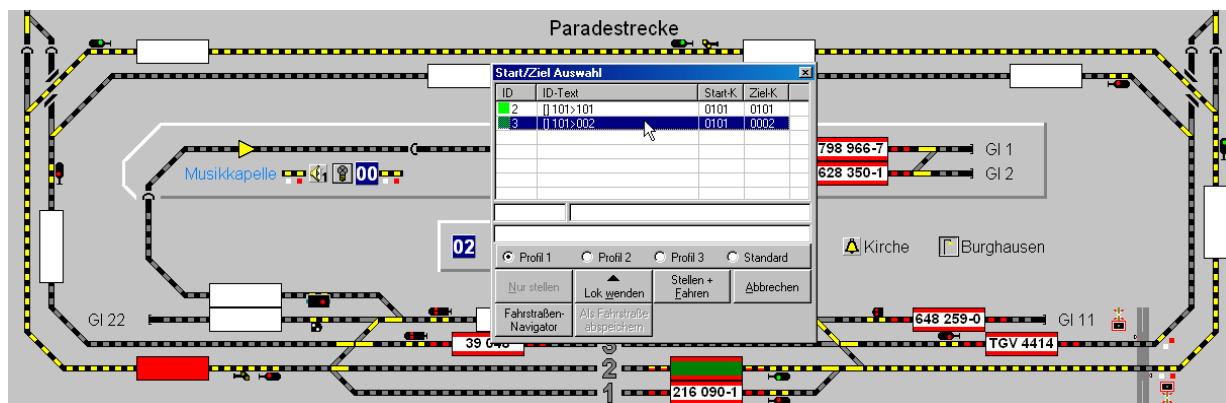 Paradestrecke
Start/Ziel Auswahl
ID ID-Text Start-K Ziel-K
2 [] 101>101 0101 0101
3 [] 101>002 0101 0002
798 966-7 Gl 1
Musikkapelle 1 00
628 350-1 Gl 2
02
Kirche
Burghausen
Profil 1 Profil 2 Profil 3 Standard
Nur stellen
Lok wenden
Stellen +
Fahren
Abbrechen
Fahrstraßen-
Navigator
Als Fahrstraße
abspeichern
Gl 22
648 259-0 Gl 11
TGV 4414
2
1
216 090-1